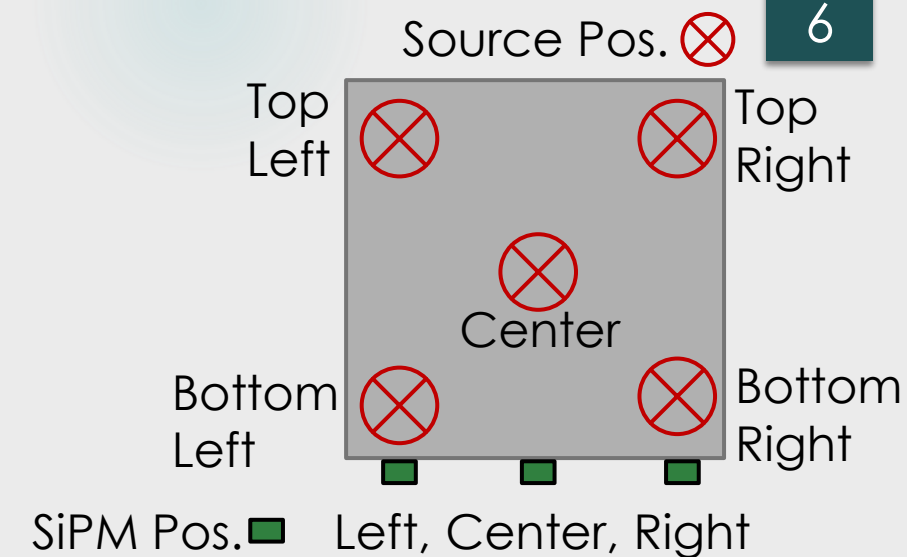 Source Pos.
6
Top
Left
Top
Right
Center
Bottom
Left
Bottom
Right
SiPM Pos. Left, Center, Right